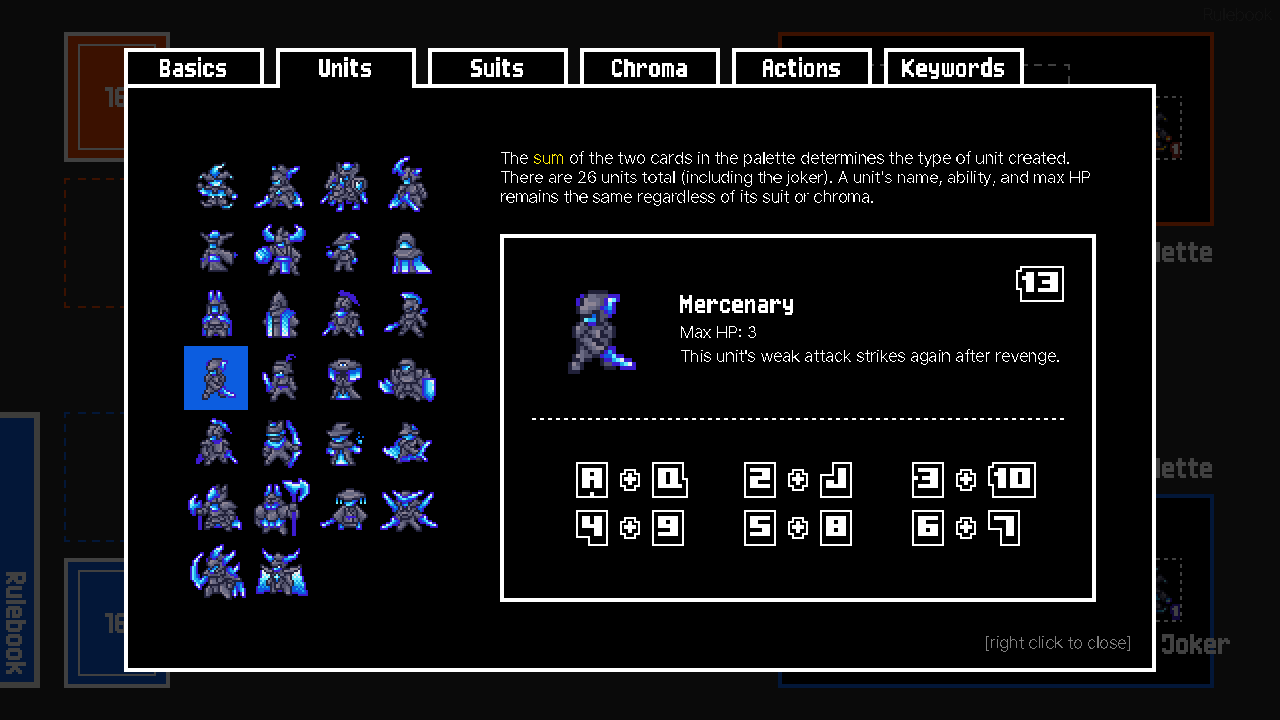 Rulebook
Basics
Units
Suits
Chroma
Actions
Keywords
The sum of the two cards in the palette determines the type of unit created.
There are 26 units total (including the joker). A unit's name, ability, and max HP
remains the same regardless of its suit or chroma.
13
Mercenary
Max HP: 3
This unit's weak attack strikes again after revenge.
A + Q 2 + J 3 + 10
4 + 9 5 + 8 6 + 7
[right click to close]
lette
lette
Joker
1
1
16
16
Rulebook